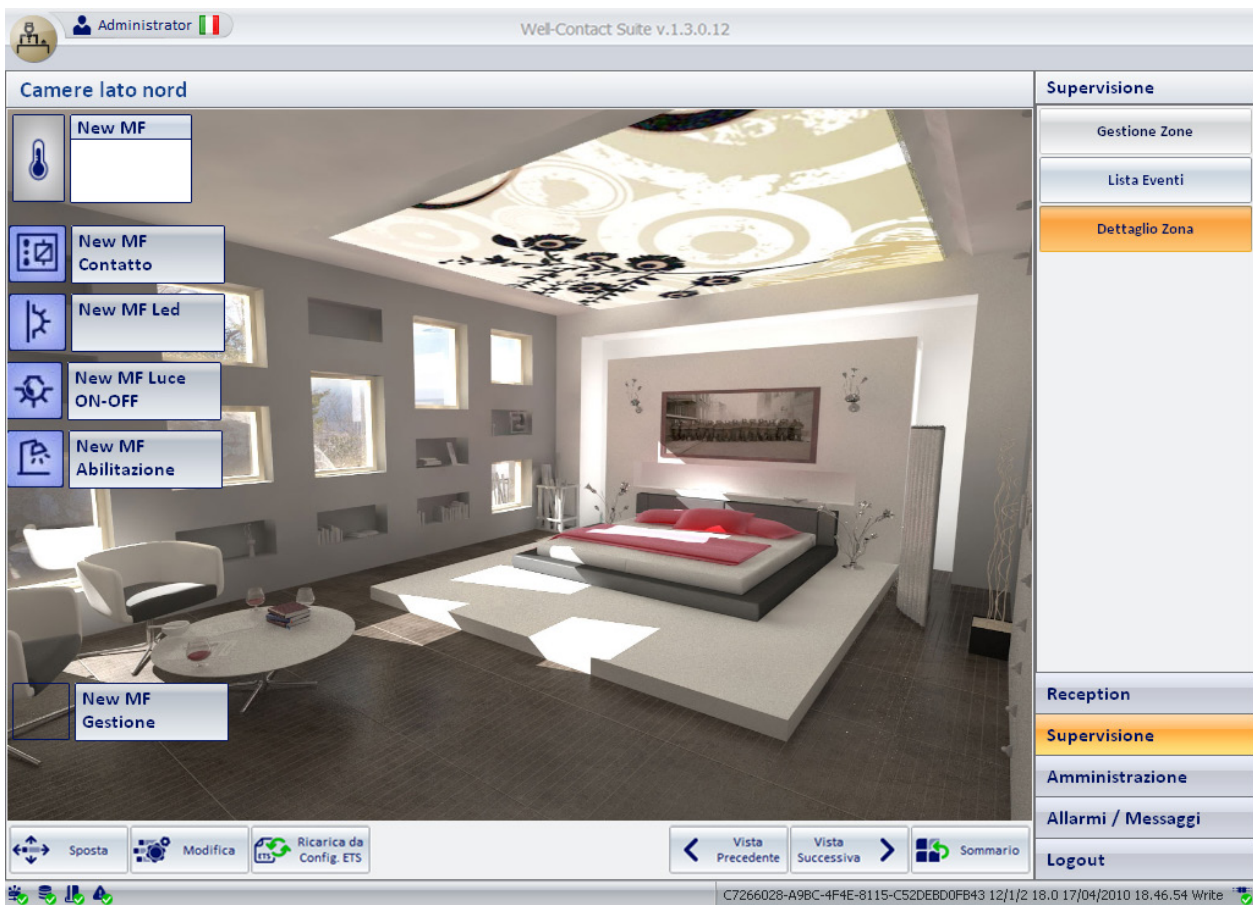 Administrator
Well-Contact Suite v.1.3.0.12
Camere lato nord
Supervisione
New MF
Gestione Zone
Lista Eventi
Dettaglio Zona
New MF
Contatto
New MF Led
New MF Luce
ON-OFF
New MF
Abilitazione
New MF
Gestione
Reception
Supervisione
Amministrazione
Allarmi / Messaggi
Logout
Sposta
Modifica
ETS
Ricarica da
Config. ETS
Vista
Precedente
Vista
Successiva
Sommario
C7266028-A9BC-4F4E-8115-C52DEBD0FB43 12/1/2 18.0 17/04/2010 18.46.54 Write